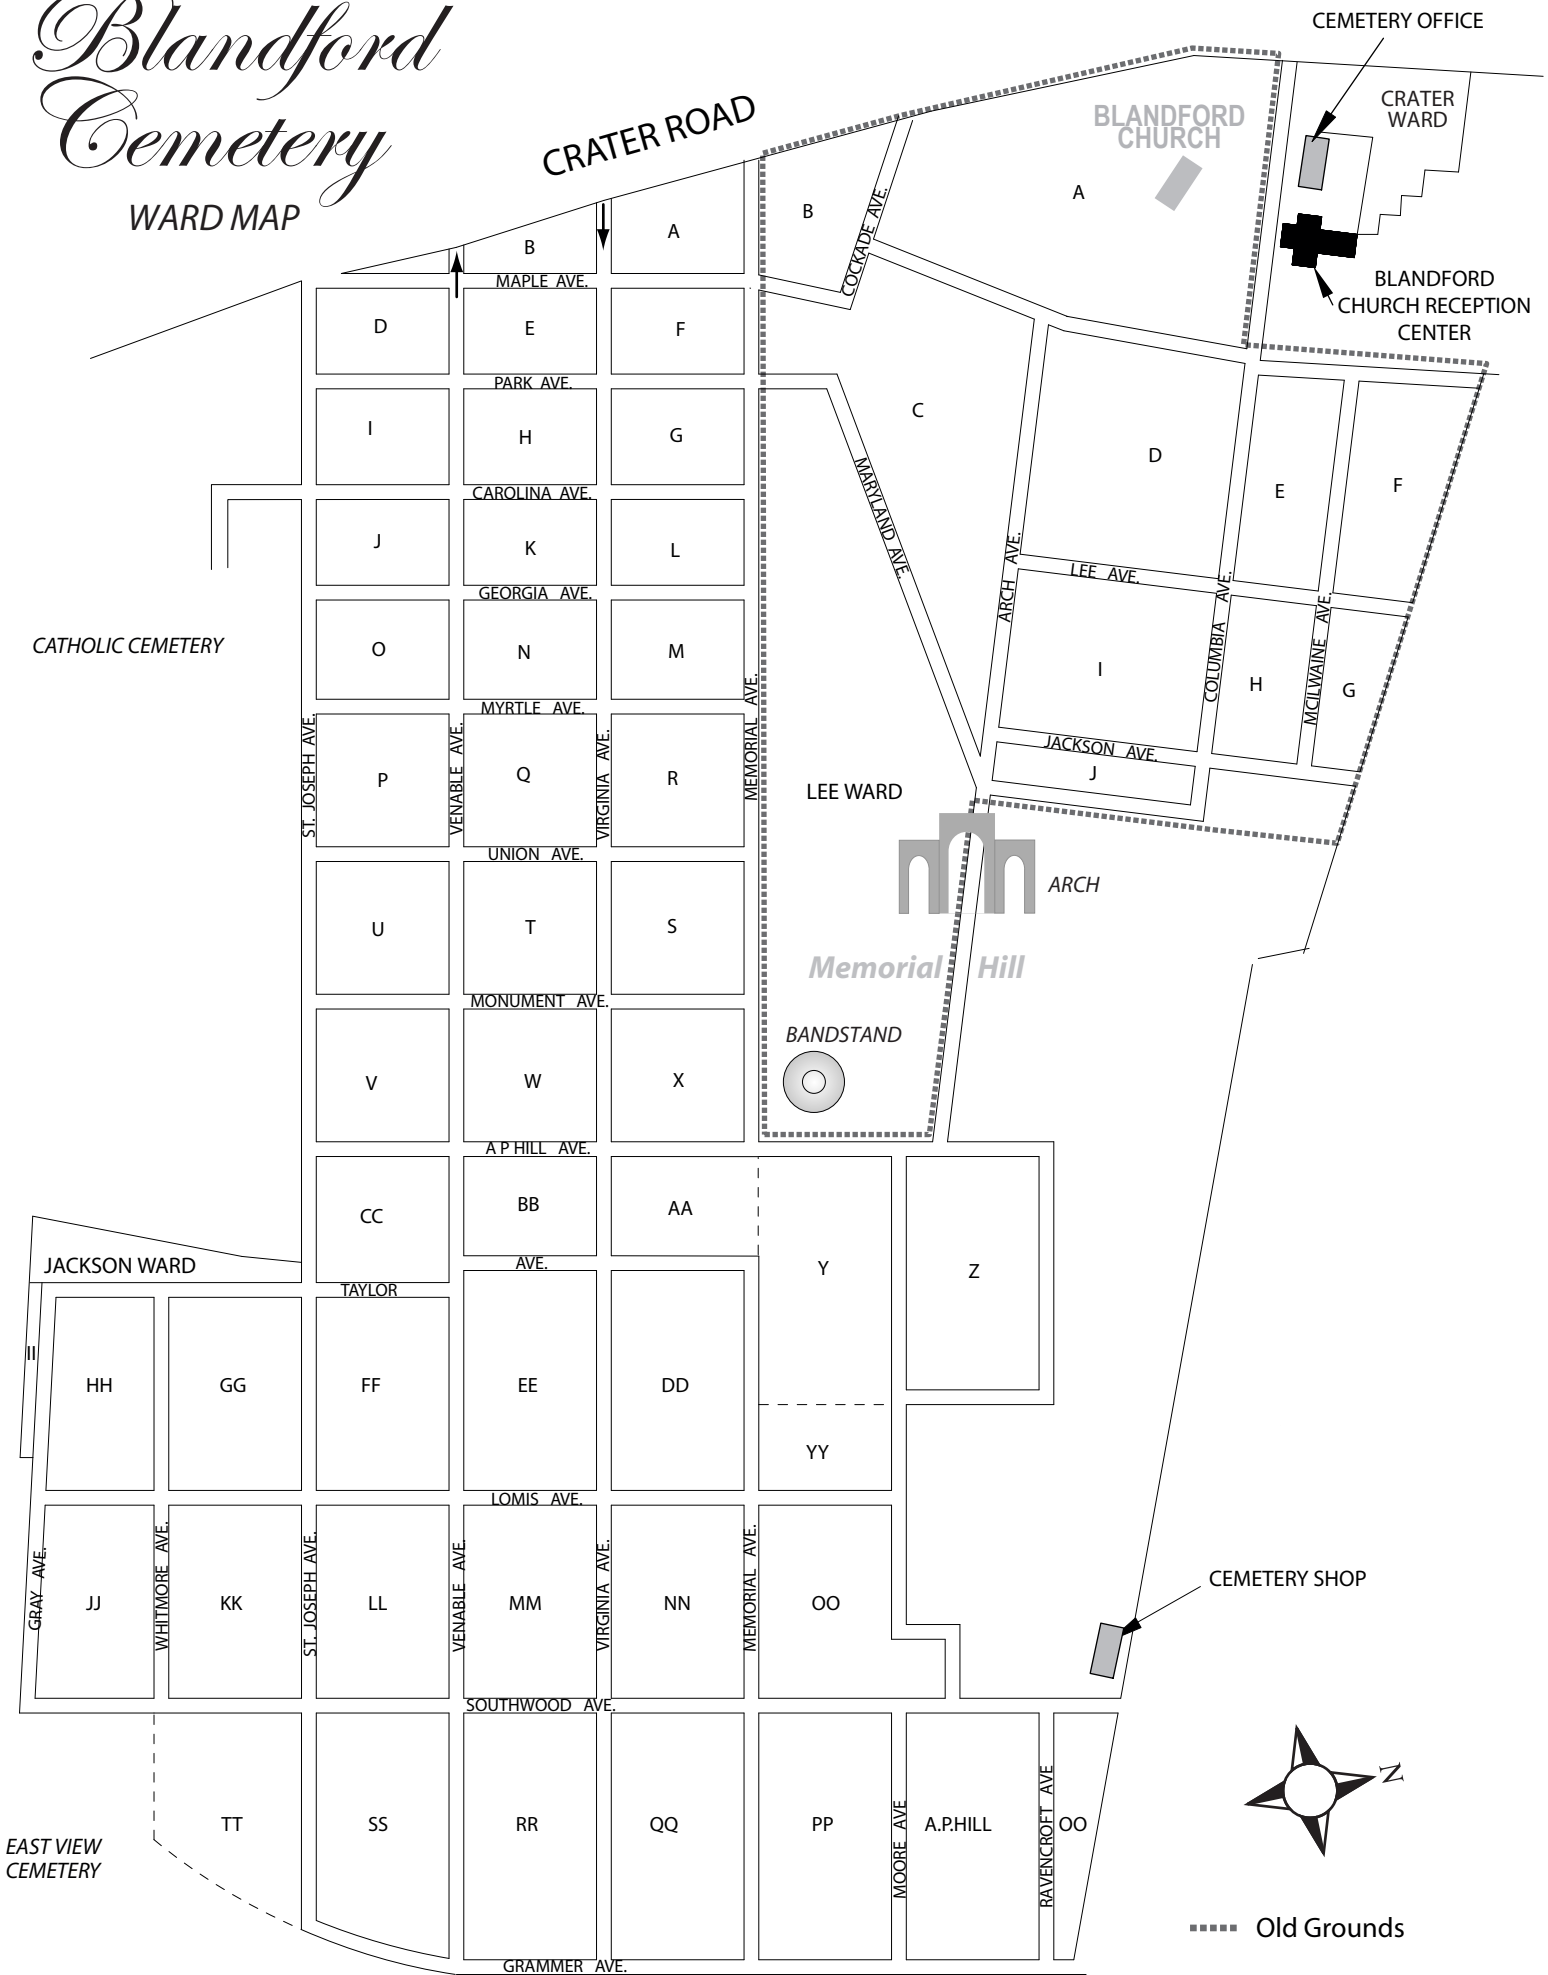 Blandford
Cemetery
WARD MAP
CRATER ROAD
CEMETERY OFFICE
CRATER
WARD
BLANDFORD
CHURCH
BLANDFORD
CHURCH RECEPTION
CENTER
A
B
COCKADE AVE.
A
B
MAPLE AVE.
D
E
F
PARK AVE.
I
H
G
CAROLINA AVE.
J
K
L
GEORGIA AVE.
O
N
M
MYRTLE AVE.
P
Q
R
ST. JOSEPH AVE.
VENABLE AVE.
VIRGINIA AVE.
MEMORIAL AVE.
UNION AVE.
U
T
S
MONUMENT AVE.
V
W
X
A P HILL AVE.
CATHOLIC CEMETERY
C
D
E
F
MARYLAND AVE.
ARCH AVE.
LEE AVE.
COLUMBIA AVE.
MCILWAINE AVE.
I
H
G
JACKSON AVE.
J
LEE WARD
ARCH
Memorial Hill
BANDSTAND
CC
BB
AA
Y
Z
AVE.
TAYLOR
JACKSON WARD
II
HH
GG
FF
EE
DD
YY
LOMIS AVE.
GRAY AVE.
JJ
WHITMORE AVE.
KK
ST. JOSEPH AVE.
LL
VENABLE AVE.
MM
VIRGINIA AVE.
NN
MEMORIAL AVE.
OO
CEMETERY SHOP
SOUTHWOOD AVE.
TT
SS
RR
QQ
PP
MOORE AVE
A.P.HILL
RAVENCROFT AVE
OO
EAST VIEW
CEMETERY
GRAMMER AVE.
N
Old Grounds